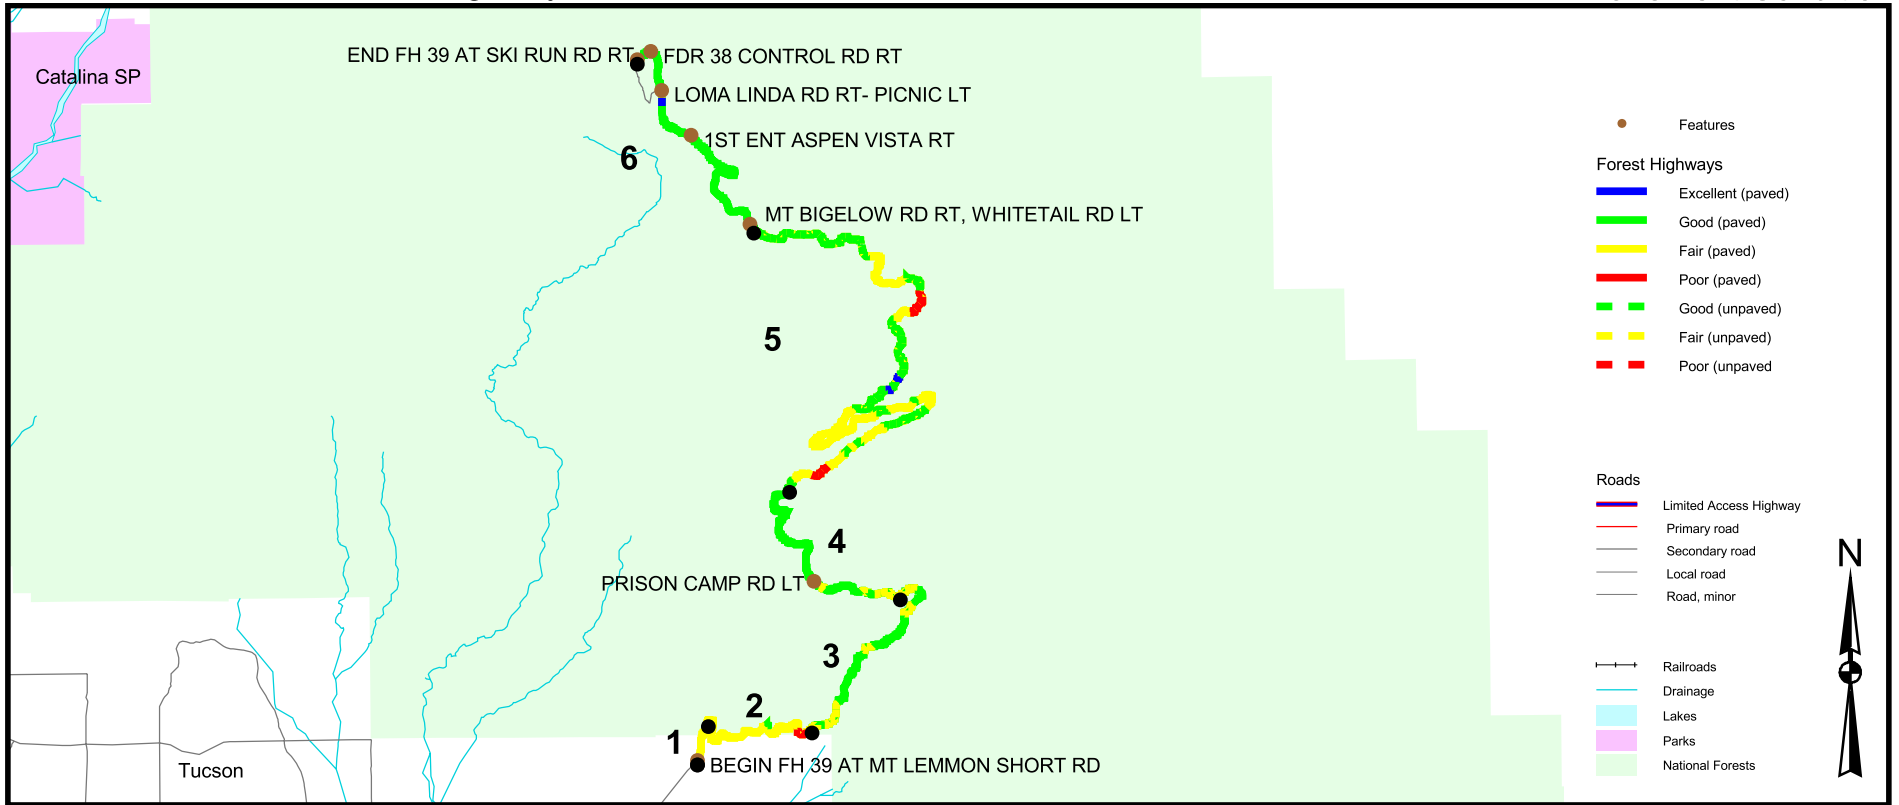 END FH 39 AT SKI RUN RD RT
FDR 38 CONTROL RD RT
Catalina SP
LOMA LINDA RD RT- PICNIC LT
1ST ENT ASPEN VISTA RT
6
MT BIGELOW RD RT, WHITETAIL RD LT
5
4
PRISON CAMP RD LT
3
2
1
BEGIN FH 39 AT MT LEMMON SHORT RD
Tucson
Features
Forest Highways
Excellent (paved)
Good (paved)
Fair (paved)
Poor (paved)
Good (unpaved)
Fair (unpaved)
Poor (unpaved
Roads
Limited Access Highway
Primary road
Secondary road
Local road
Road, minor
Railroads
Drainage
Lakes
Parks
National Forests
N